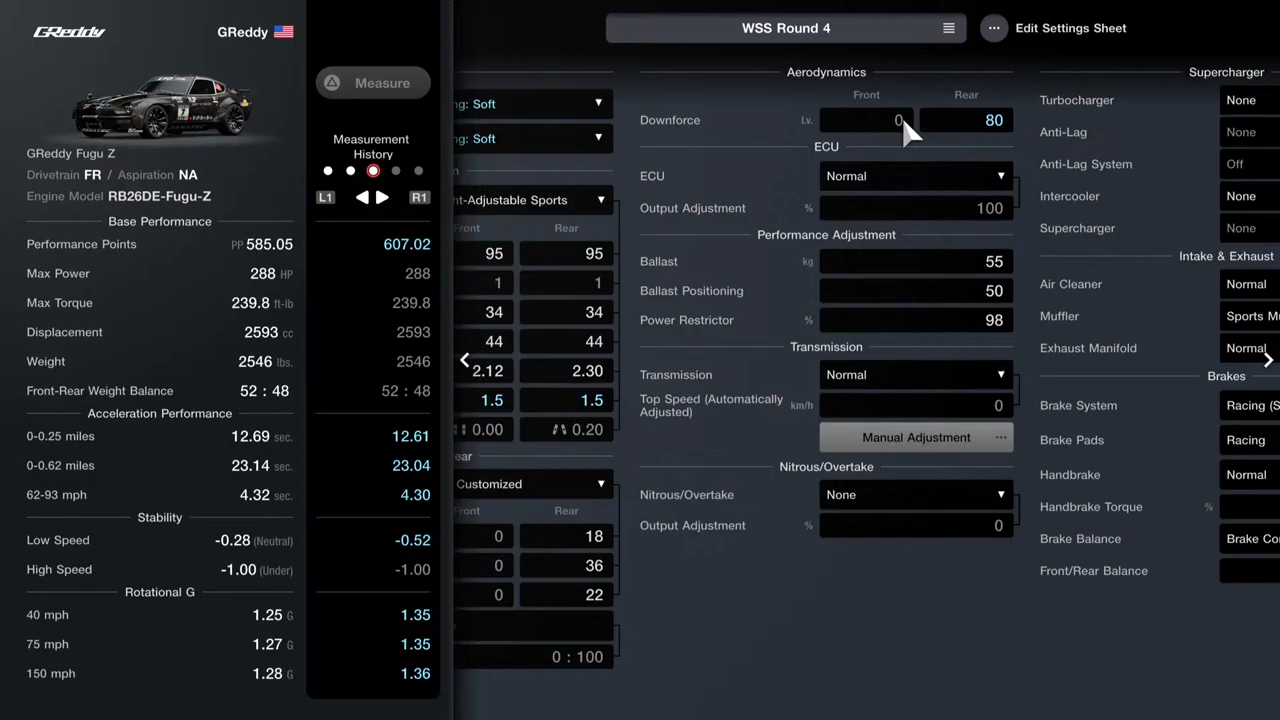 GReddy
GReddy
GReddy Fugu Z
Drivetrain FR / Aspiration NA
Engine Model RB26DE-Fugu-Z
Base Performance
Performance Points PP 585.05
Max Power 288 HP
Max Torque 239.8 ft-lb
Displacement 2593 cc
Weight 2546 lbs.
Front-Rear Weight Balance 52 : 48
Acceleration Performance
0-0.25 miles 12.69 sec.
0-0.62 miles 23.14 sec.
62-93 mph 4.32 sec.
Stability
Low Speed -0.28 (Neutral)
High Speed -1.00 (Under)
Rotational G
40 mph 1.25 G
75 mph 1.27 G
150 mph 1.28 G
Measure
Measurement
History
L1 R1
607.02
288
239.8
2593
2546
52 : 48
12.61
23.04
4.30
-0.52
-1.00
1.35
1.35
1.36
WSS Round 4
Edit Settings Sheet
ng: Soft
ng: Soft
ht-Adjustable Sports
Front Rear
95 95
1 1
34 34
44 44
2.12 2.30
1.5 1.5
0.00 0.20
ear
Customized
Front Rear
0 18
0 36
0 22
0 : 100
Aerodynamics
Front Rear
Downforce Lv. 0 80
ECU
ECU Normal
Output Adjustment % 100
Performance Adjustment
Ballast kg 55
Ballast Positioning 50
Power Restrictor % 98
Transmission
Transmission Normal
Top Speed (Automatically
Adjusted) km/h 0
Manual Adjustment
Nitrous/Overtake
Nitrous/Overtake None
Output Adjustment % 0
Supercharger
Turbocharger None
Anti-Lag None
Anti-Lag System Off
Intercooler None
Supercharger None
Intake & Exhaust
Air Cleaner Normal
Muffler Sports Mu
Exhaust Manifold Normal
Brakes
Brake System Racing (S
Brake Pads Racing
Handbrake Normal
Handbrake Torque %
Brake Balance Brake Con
Front/Rear Balance